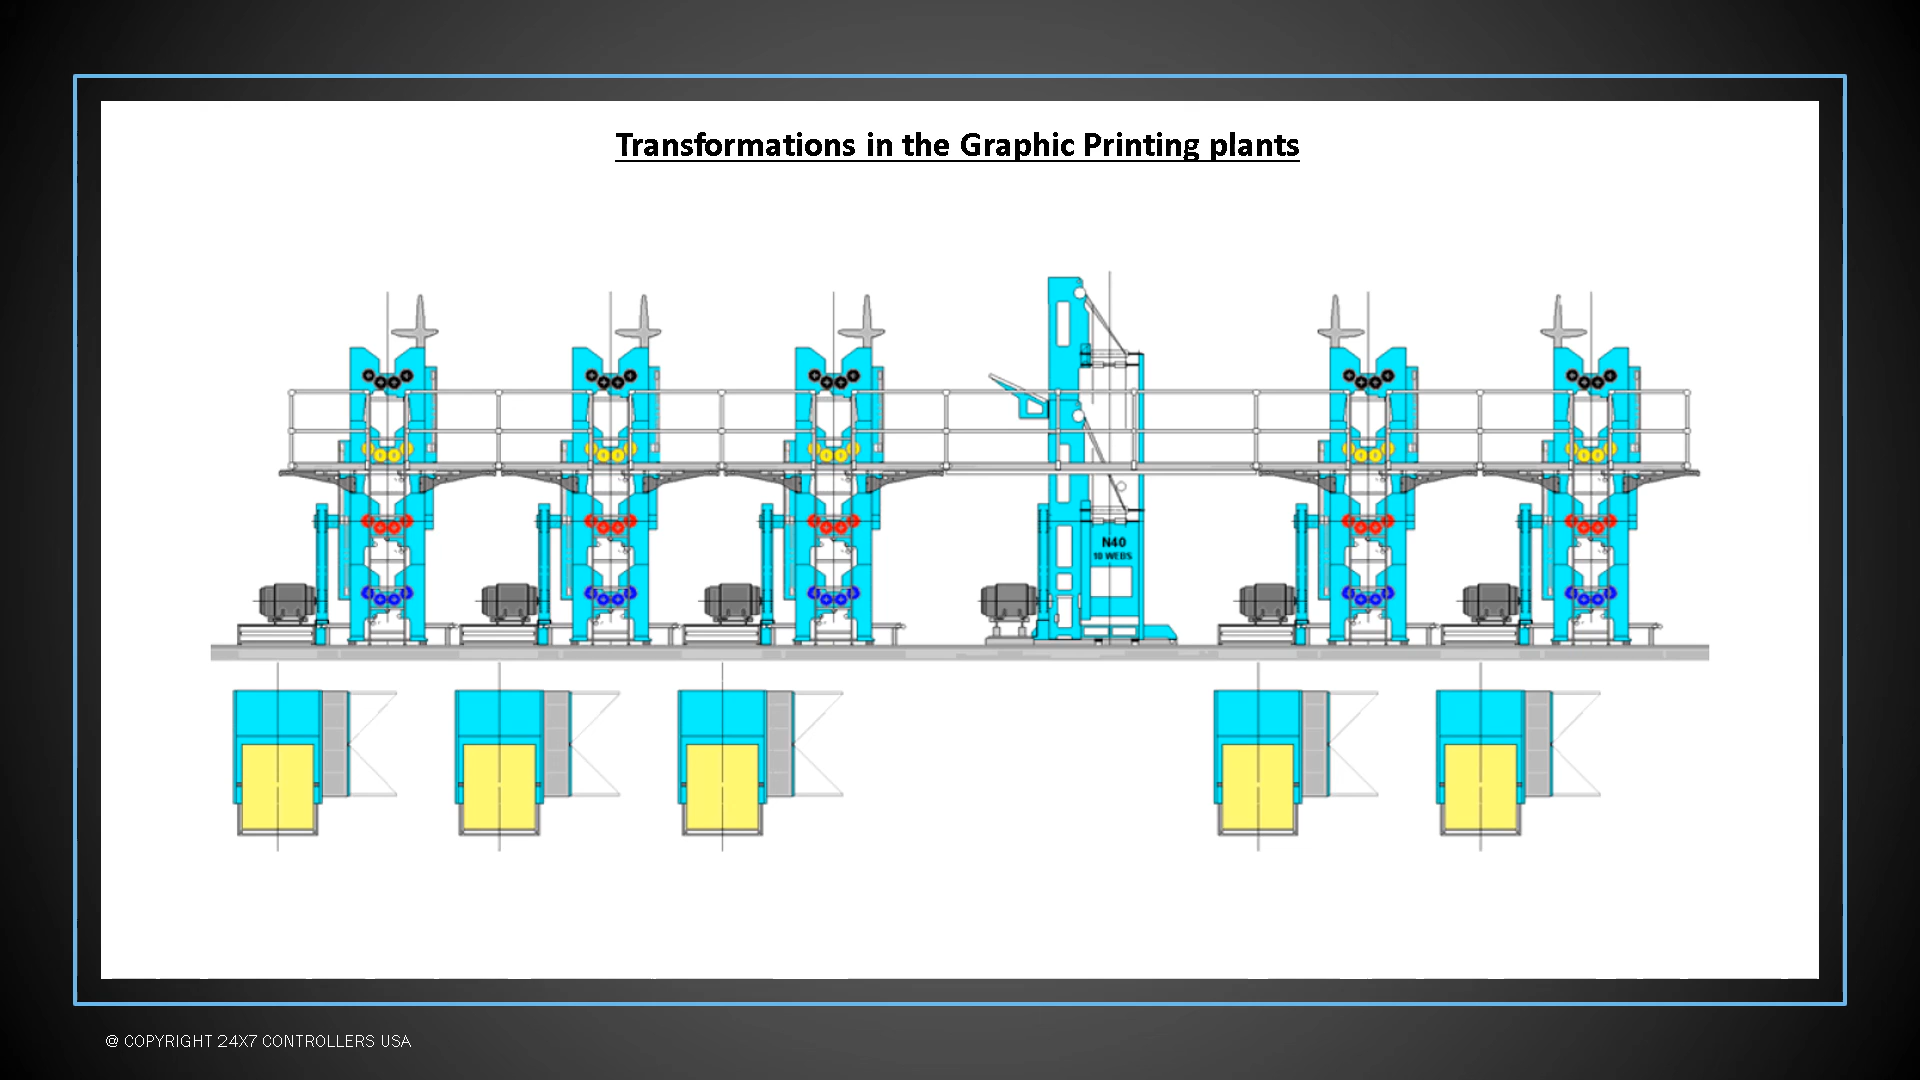 Transformations in the Graphic Printing plants
N40
10 WEBS
@ COPYRIGHT 24X7 CONTROLLERS USA